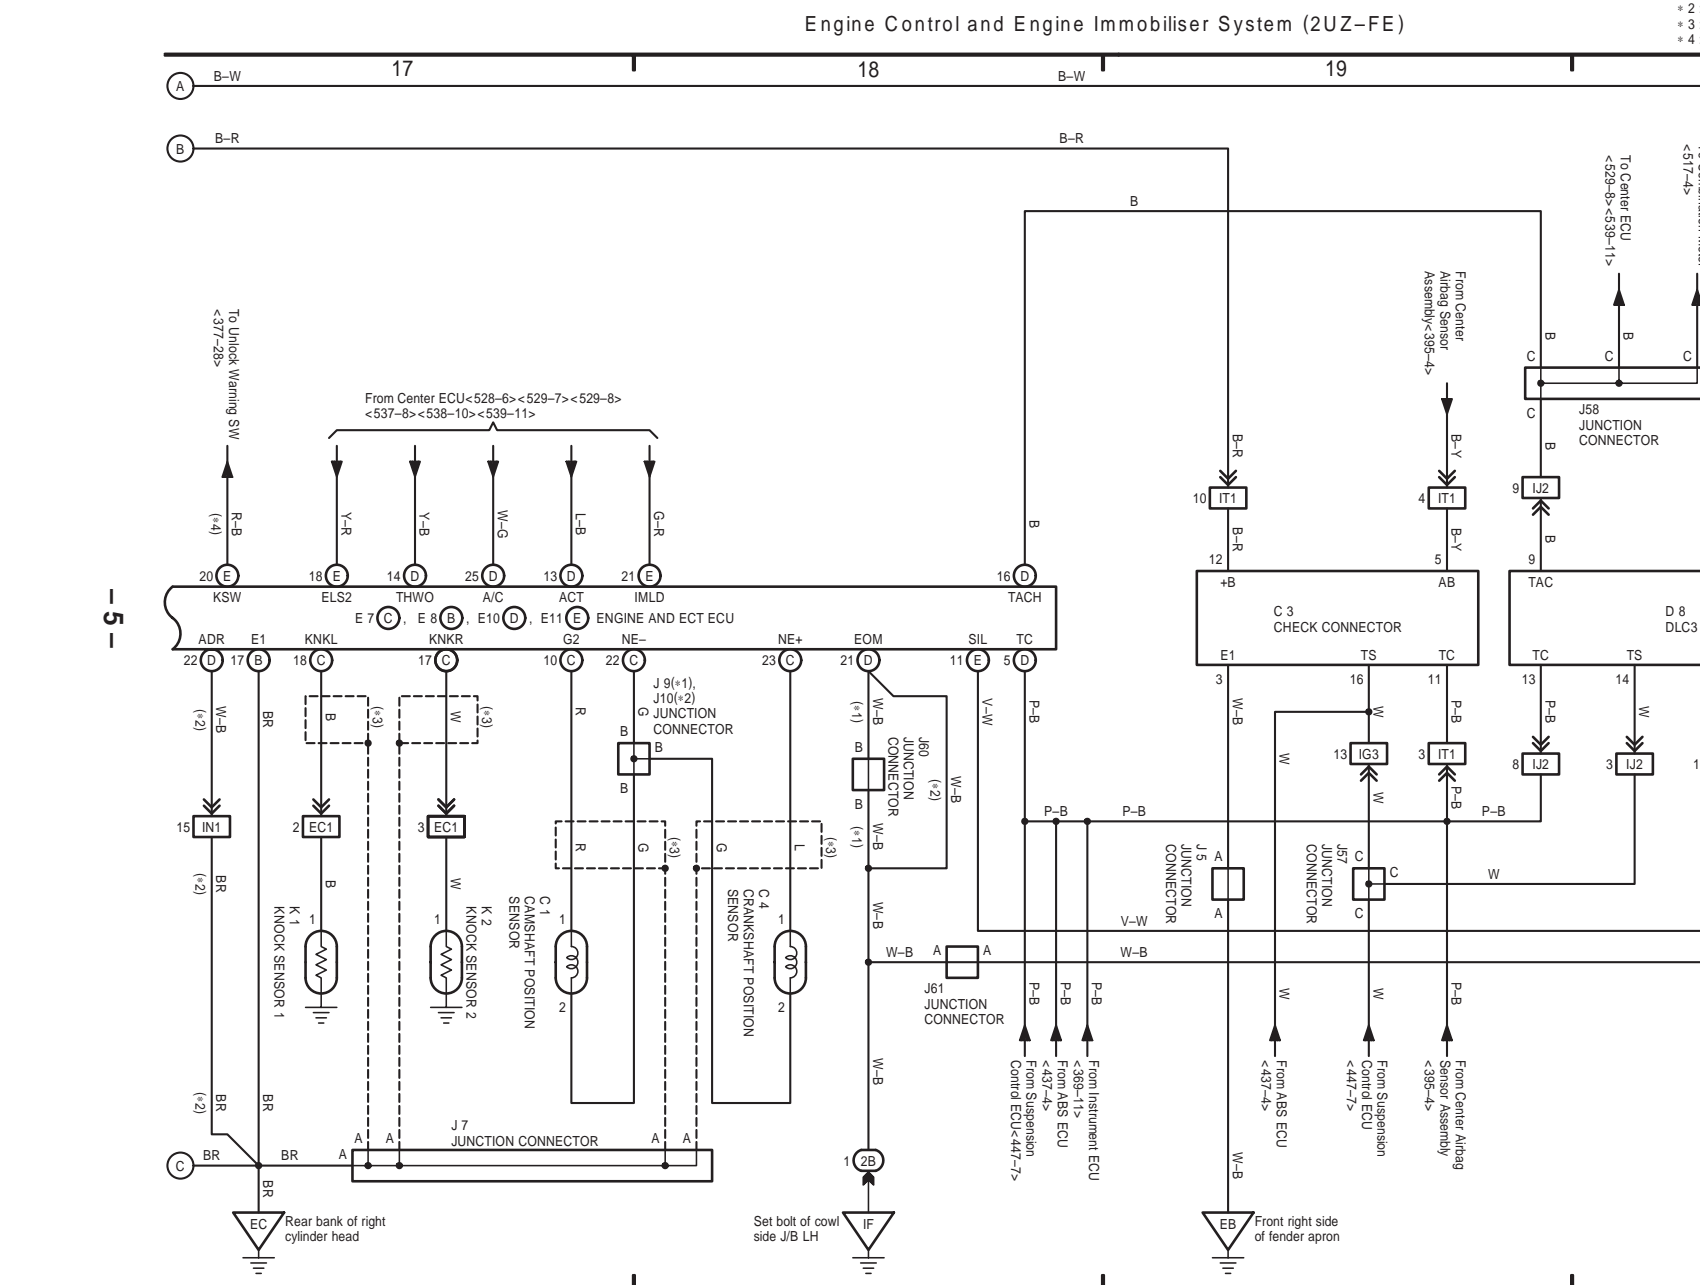 Engine Control and Engine Immobiliser System (2UZ–FE)
∗ 2
∗ 3
∗ 4
17
18
19
A
B–W
B–W
B
B–R
B–R
B
To Center ECU
<529–8><539–11>
<517–4>
From Center
Airbag Sensor
Assembly<395–4>
To Unlock Warning SW
<377–28>
From Center ECU<528–6><529–7><529–8>
<537–8><538–10><539–11>
B
B
C
C
C
C
J58
JUNCTION
CONNECTOR
B
B–R
B–Y
10 IT1
4 IT1
9 IJ2
R–B
(∗4)
Y–R
Y–B
W–G
L–B
G–R
B
B–R
B–Y
B
12
5
9
20 E
18 E
14 D
25 D
13 D
21 E
16 D
KSW
ELS2
THWO
A/C
ACT
IMLD
TACH
+B
AB
TAC
E 7 C , E 8 B , E10 D , E11 E ENGINE AND ECT ECU
C 3
CHECK CONNECTOR
D 8
DLC3
– 5 –
ADR
E1
KNKL
KNKR
G2
NE–
NE+
EOM
SIL
TC
E1
TS
TC
TC
TS
22 D
17 B
18 C
17 C
10 C
22 C
23 C
21 D
11 E
5 D
3
16
11
13
14
J 9(∗1),
J10(∗2)
JUNCTION
CONNECTOR
W–B
(∗2)
BR
B
(∗3)
W
(∗3)
R
G
B
B
B
W–B
(∗1)
V–W
P–B
W–B
W
P–B
P–B
W
B
J60
JUNCTION
CONNECTOR
(∗2)
W–B
B
W
13 IG3
3 IT1
8 IJ2
3 IJ2
1
W
P–B
15 IN1
2 EC1
3 EC1
W–B
(∗1)
P–B
P–B
P–B
R
G
(∗3)
G
L
(∗3)
BR
(∗2)
B
W
J 5
JUNCTION
CONNECTOR
A
A
J57
JUNCTION
CONNECTOR
C
C
C
W
K 1
KNOCK SENSOR 1
1
K 2
KNOCK SENSOR 2
1
C 1
CAMSHAFT POSITION
SENSOR
1
2
C 4
CRANKSHAFT POSITION
SENSOR
1
2
W–B
V–W
W–B
A
A
W–B
J61
JUNCTION
CONNECTOR
P–B
P–B
P–B
W
W
P–B
W–B
From Suspension
Control ECU<447–7>
From ABS ECU
<437–4>
From Instrument ECU
<369–11>
From ABS ECU
<437–4>
From Suspension
Control ECU
<447–7>
From Center Airbag
Sensor Assembly
<395–4>
BR
(∗2)
BR
J 7
JUNCTION CONNECTOR
A
A
A
A
C
BR
BR
A
BR
1 2B
W–B
EC
Rear bank of right
cylinder head
Set bolt of cowl
side J/B LH
IF
EB
Front right side
of fender apron